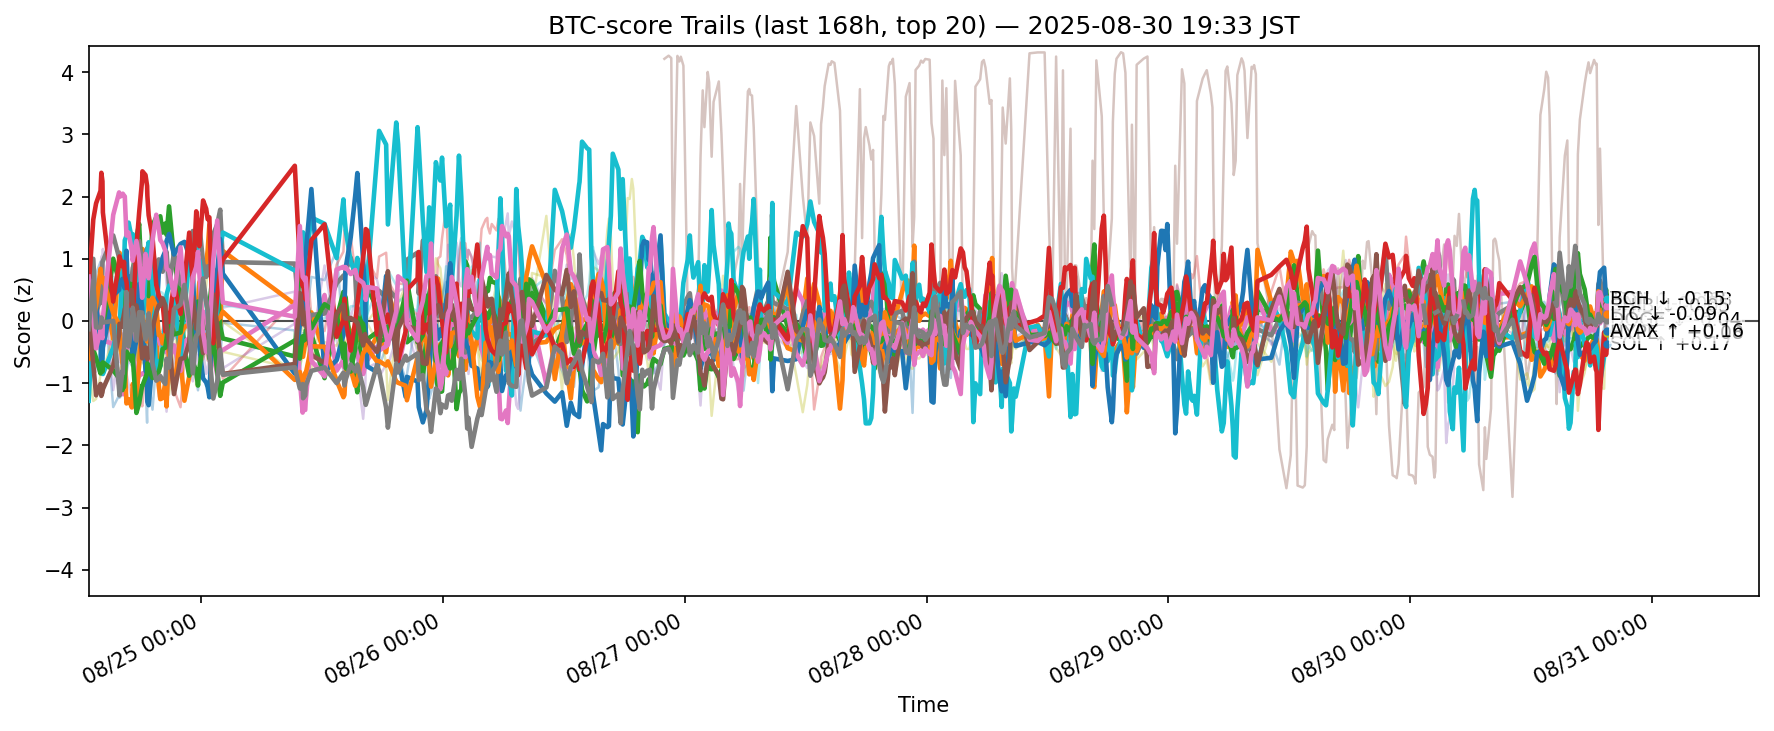 BTC-score Trails (last 168h, top 20) — 2025-08-30 19:33 JST
Score (z)
4
3
2
1
0
−1
−2
−3
−4
BCH ↓ -0.15
LTC ↓ -0.09
AVAX ↑ +0.16
SOL ↑ +0.17
08/25 00:00
08/26 00:00
08/27 00:00
08/28 00:00
08/29 00:00
08/30 00:00
08/31 00:00
Time